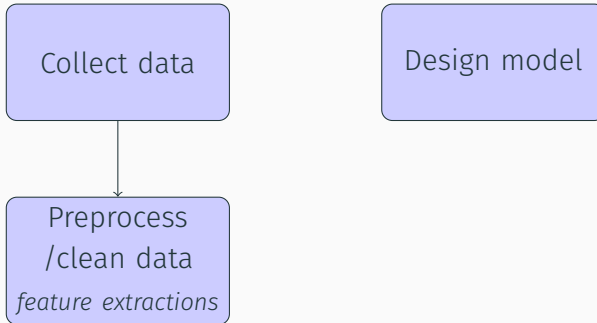 Collect data
Design model
Preprocess
/clean data
feature extractions